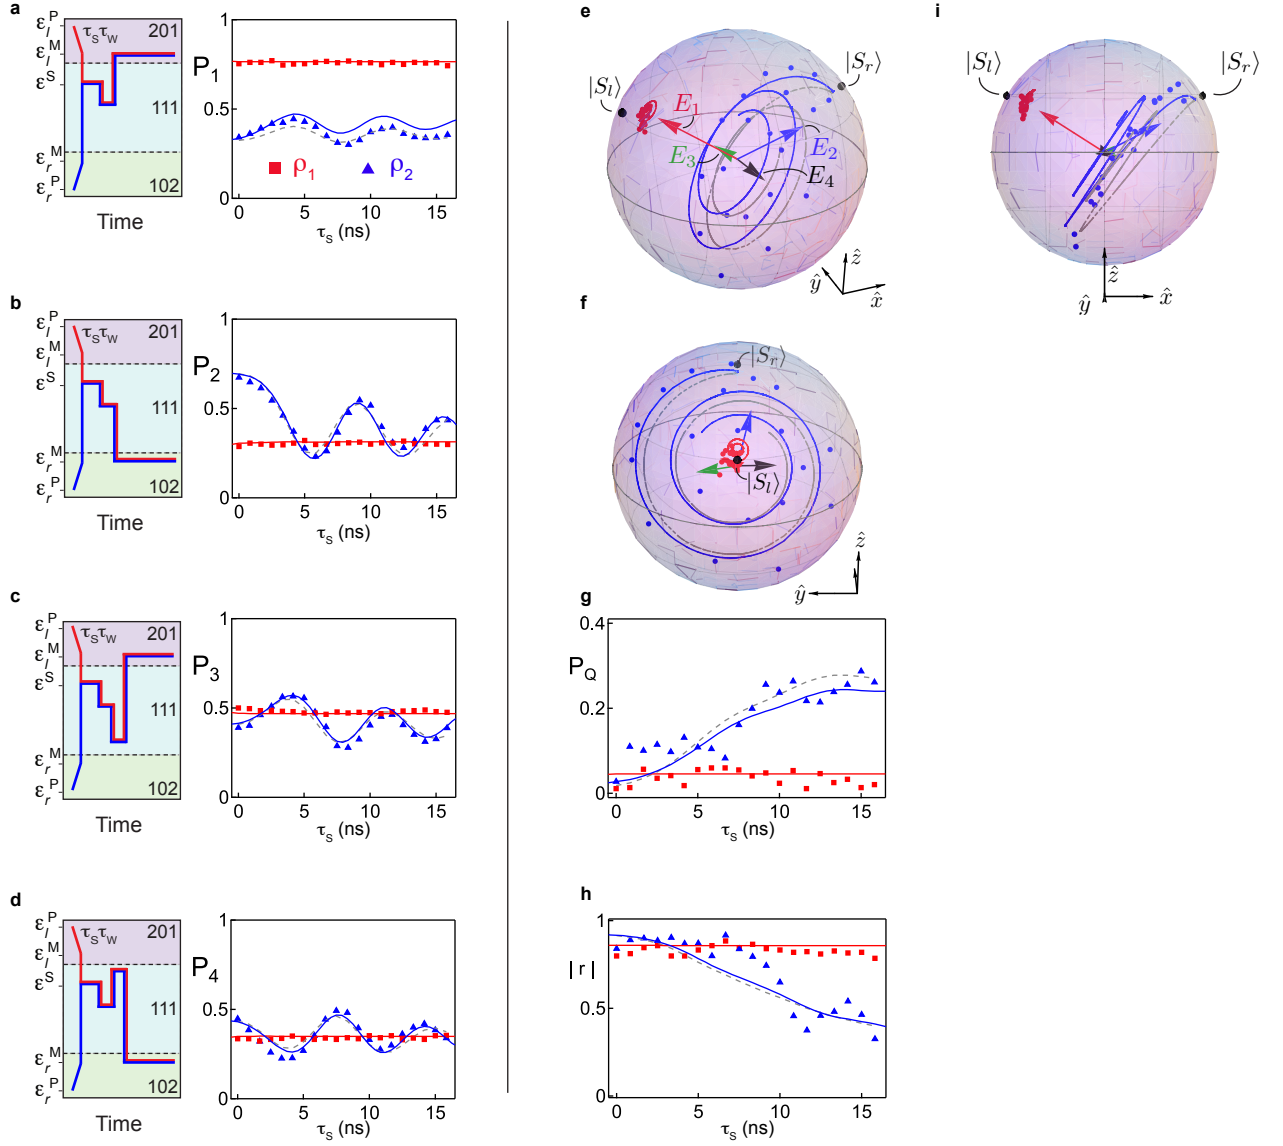 a
ε_l^P
ε_l^M
ε^S
ε_r^M
ε_r^P
τ_S τ_W
201
111
102
Time
P_1
1
0.5
0
ρ_1
ρ_2
0 5 10 15
τ_S (ns)
b
ε_l^P
ε_l^M
ε^S
ε_r^M
ε_r^P
τ_S τ_W
201
111
102
Time
P_2
1
0.5
0
0 5 10 15
τ_S (ns)
c
ε_l^P
ε_l^M
ε^S
ε_r^M
ε_r^P
τ_S τ_W
201
111
102
Time
P_3
1
0.5
0
0 5 10 15
τ_S (ns)
d
ε_l^P
ε_l^M
ε^S
ε_r^M
ε_r^P
τ_S τ_W
201
111
102
Time
P_4
1
0.5
0
0 5 10 15
τ_S (ns)
e
|S_l⟩
|S_r⟩
E_1
E_2
E_3
E_4
ẑ
ŷ
x̂
f
|S_r⟩
|S_l⟩
ẑ
ŷ
g
P_Q
0.4
0.2
0
0 5 10 15
τ_S (ns)
h
|r|
1
0.5
0
0 5 10 15
τ_S (ns)
i
|S_l⟩
|S_r⟩
ẑ
ŷ
x̂